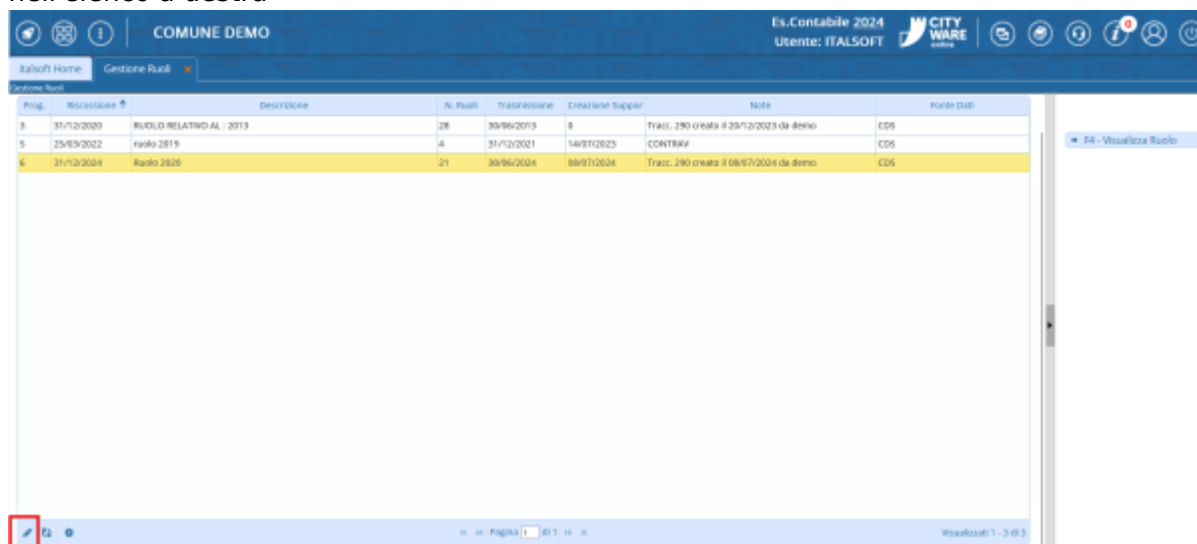 Es.Contabile 2024
COMUNE DEMO
Utente: ITALSOFT
CITY
WARE
online
0
italsoft Home Gestione Ruoli
Gestione Ruoli
Prog. Riscossione Descrizione N. Ruoli Trasmissione Creazione Suppor Note Fonte Dati
3 31/12/2020 RUOLO RELATIVO AL : 2013 28 30/06/2013 0 Tracc. 290 creato il 20/12/2023 da demo CDS
5 25/03/2022 ruolo 2019 4 31/12/2021 14/07/2023 CONTRAV CDS
6 31/12/2024 Ruolo 2020 21 30/06/2024 08/07/2024 Tracc. 290 creato il 08/07/2024 da demo CDS
F4 - Visualizza Ruolo
Pagina 1 di 1
Visualizzati 1 - 3 di 3